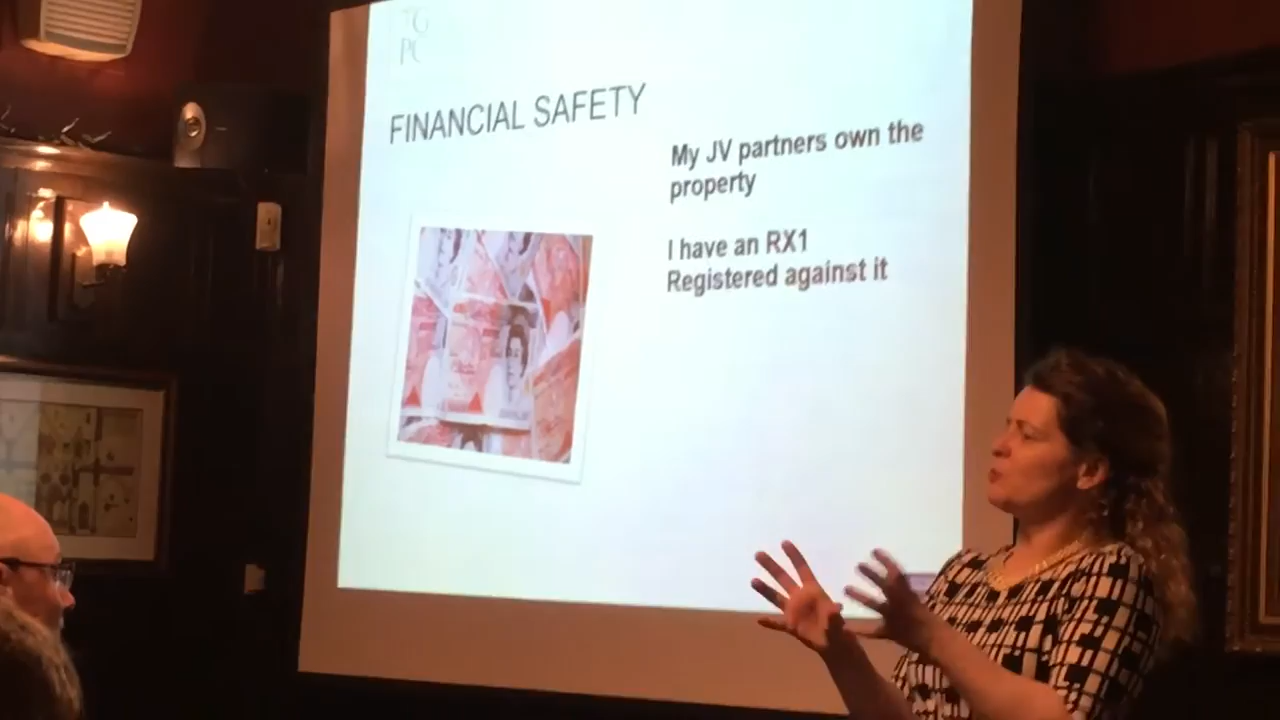 FINANCIAL SAFETY
My JV partners own the
property
I have an RX1
Registered against it